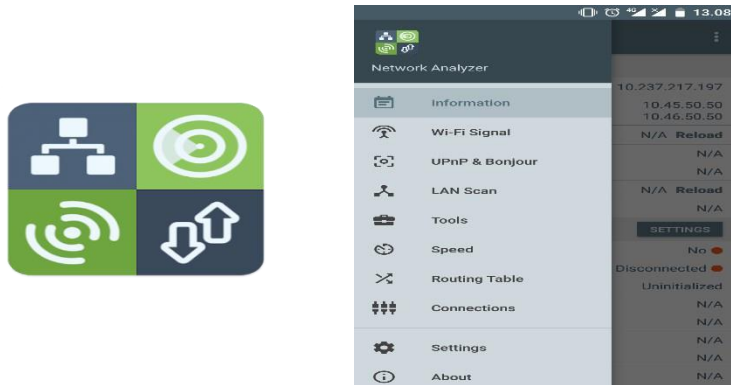 4G 13.08
Network Analyzer
Information
Wi-Fi Signal
UPnP & Bonjour
LAN Scan
Tools
Speed
Routing Table
Connections
Settings
About
10.237.217.197
10.45.50.50
10.46.50.50
N/A Reload
N/A
N/A
N/A Reload
N/A
SETTINGS
No
Disconnected
Uninitialized
N/A
N/A
N/A
N/A
N/A